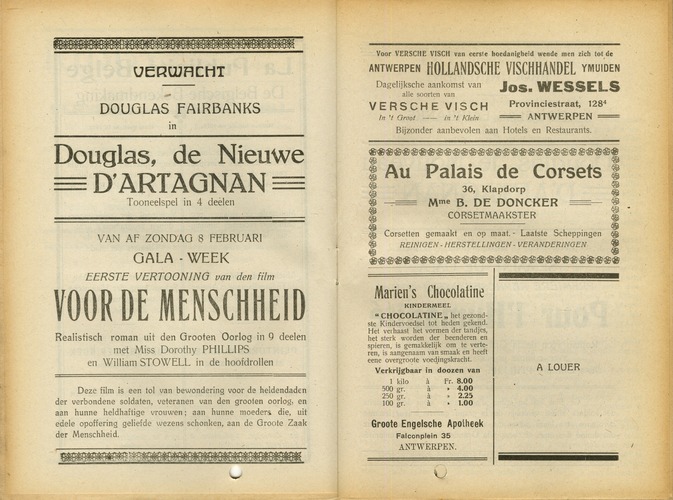 VERWACHT
DOUGLAS FAIRBANKS
in
Douglas, de Nieuwe
D'ARTAGNAN
Tooneelspel in 4 deelen
VAN AF ZONDAG 8 FEBRUARI
GALA - WEEK
EERSTE VERTOONING van den film
VOOR DE MENSCHHEID
Realistisch roman uit den Grooten Oorlog in 9 deelen
met Miss Dorothy PHILLIPS
en William STOWELL in de hoofdrollen
Deze film is een tol van bewondering voor de heldendaden
der verbondene soldaten, veteranen van den grooten oorlog, en
aan hunne heldhaftige vrouwen; aan hunne moeders die, uit
edele opoffering geliefde wezens schonken, aan de Groote Zaak
der Menschheid.
Voor VERSCHE VISCH van eerste hoedanigheid wende men zich tot de
ANTWERPEN HOLLANDSCHE VISCHHANDEL YMUIDEN
Dagelijksche aankomst van
alle soorten van
VERSCHE VISCH
In 't Groot — in 't Klein
Jos. WESSELS
Provinciestraat, 128⁴
ANTWERPEN
Bijzonder aanbevolen aan Hotels en Restaurants.
Au Palais de Corsets
36, Klapdorp
Mme B. DE DONCKER
CORSETMAAKSTER
Corsetten gemaakt en op maat. - Laatste Scheppingen
REINIGEN - HERSTELLINGEN - VERANDERINGEN
Marien's Chocolatine
KINDERMEEL
"CHOCOLATINE" het gezond-
ste Kindervoedsel tot heden gekend.
Het verhaast het vormen der tandjes,
het sterk worden der beenderen en
spieren, is gemakkelijk om te verte-
ren, is aangenaam van smaak en heeft
eene overgroote voedingskracht.
Verkrijgbaar in doozen van
1 kilo à Fr. 8.00
500 gr. à » 4.00
250 gr. à » 2.25
100 gr. à » 1.00
Groote Engelsche Apotheek
Falconplein 35
ANTWERPEN.
A LOUER